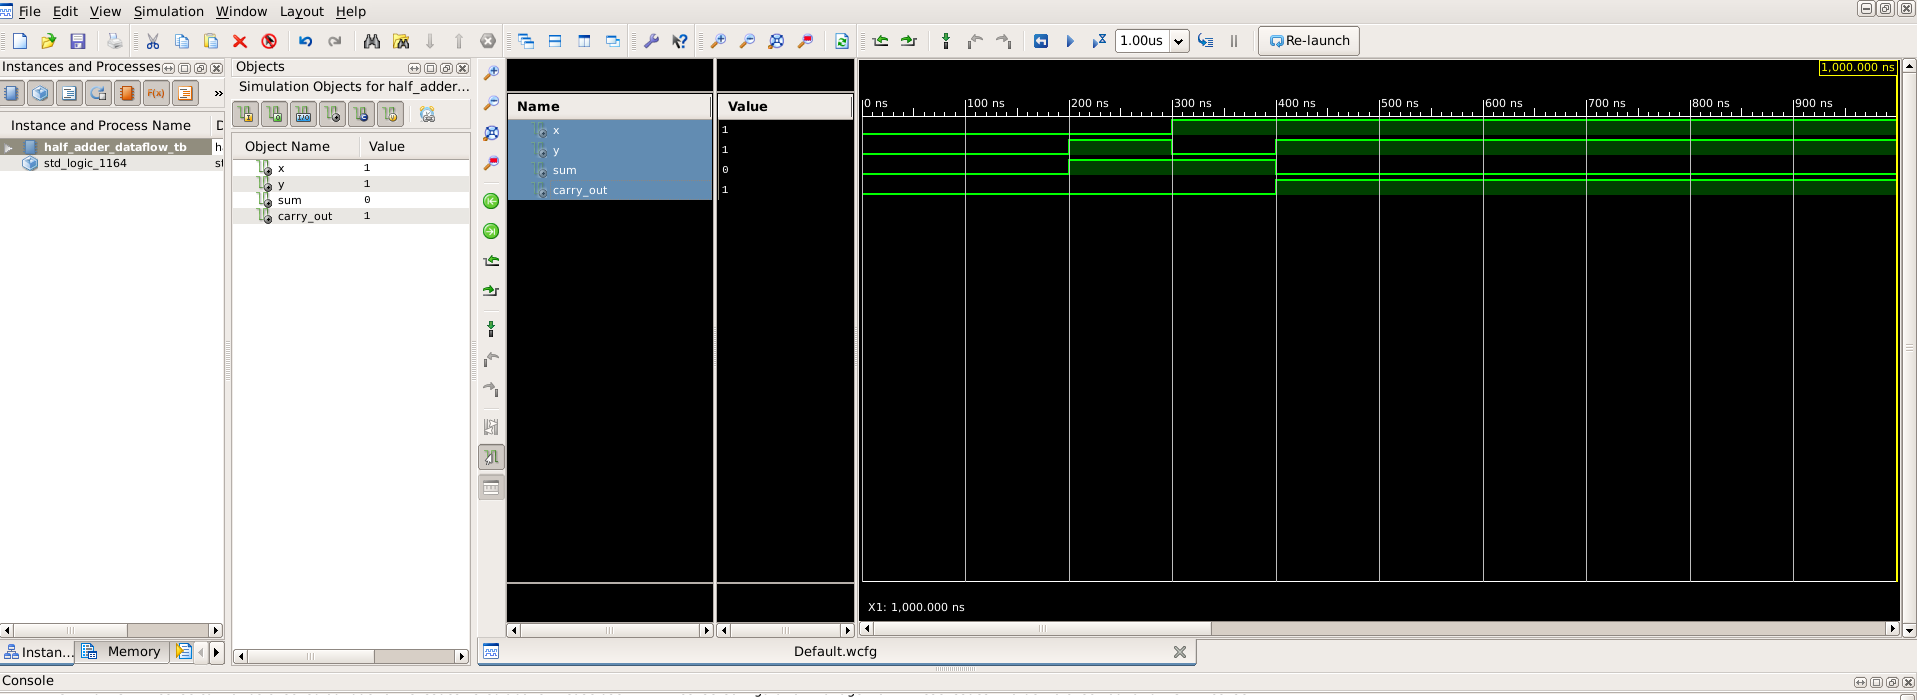 File Edit View Simulation Window Layout Help
1.00us Re-launch
Instances and Processes
Objects
Simulation Objects for half_adder...
F(x) »
Instance and Process Name D
half_adder_dataflow_tb h
std_logic_1164 st
Object Name Value
x 1
y 1
sum 0
carry_out 1
Name Value
x 1
y 1
sum 0
carry_out 1
1,000.000 ns
0 ns 100 ns 200 ns 300 ns 400 ns 500 ns 600 ns 700 ns 800 ns 900 ns
X1: 1,000.000 ns
Instan... Memory
Default.wcfg
Console